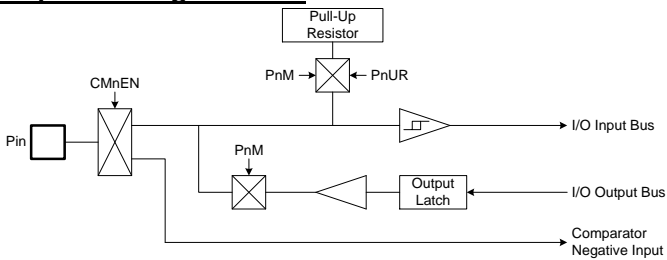 Pull-Up
Resistor
PnM
PnUR
CMnEN
Pin
I/O Input Bus
PnM
Output
Latch
I/O Output Bus
Comparator
Negative Input